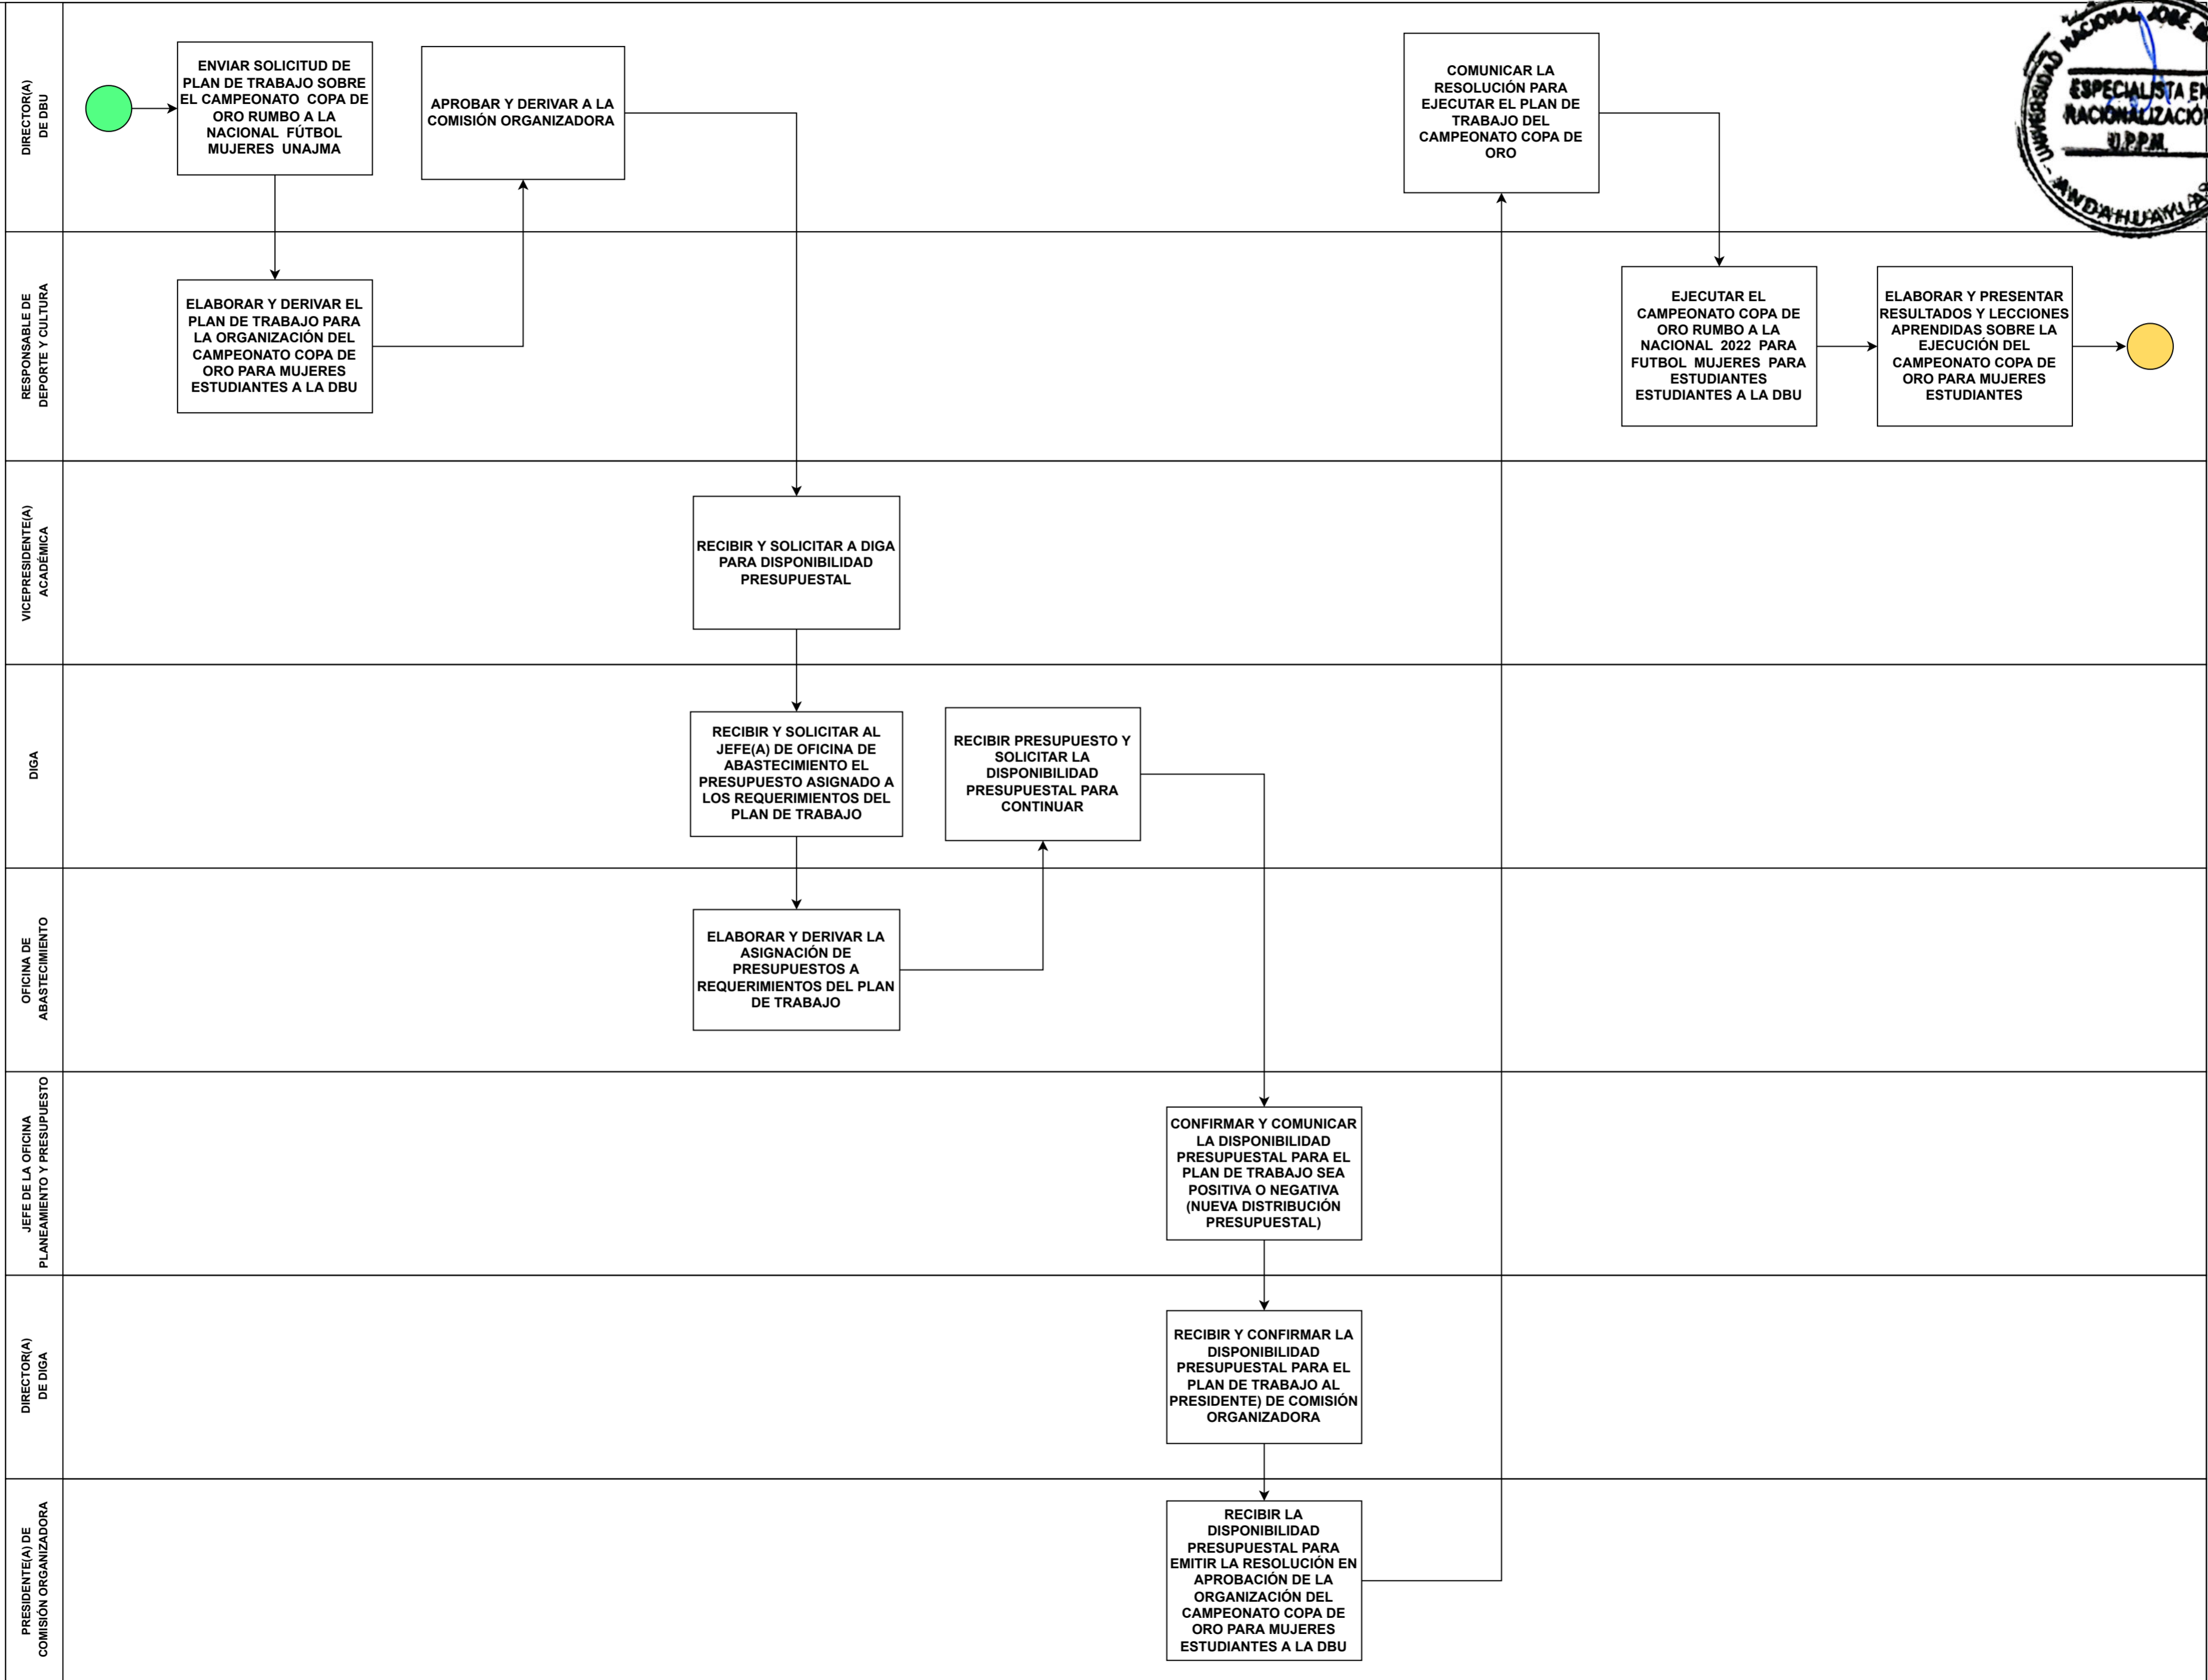 DIRECTOR(A)
DE DBU
ENVIAR SOLICITUD DE
PLAN DE TRABAJO SOBRE
EL CAMPEONATO COPA DE
ORO RUMBO A LA
NACIONAL FÚTBOL
MUJERES UNAJMA
APROBAR Y DERIVAR A LA
COMISIÓN ORGANIZADORA
COMUNICAR LA
RESOLUCIÓN PARA
EJECUTAR EL PLAN DE
TRABAJO DEL
CAMPEONATO COPA DE
ORO
UNIVERSIDAD NACIONAL JOSÉ
ESPECIALISTA EN
RACIONALIZACIÓN
U.P.P.M.
RESPONSABLE DE
DEPORTE Y CULTURA
ELABORAR Y DERIVAR EL
PLAN DE TRABAJO PARA
LA ORGANIZACIÓN DEL
CAMPEONATO COPA DE
ORO PARA MUJERES
ESTUDIANTES A LA DBU
EJECUTAR EL
CAMPEONATO COPA DE
ORO RUMBO A LA
NACIONAL 2022 PARA
FUTBOL MUJERES PARA
ESTUDIANTES
ESTUDIANTES A LA DBU
ELABORAR Y PRESENTAR
RESULTADOS Y LECCIONES
APRENDIDAS SOBRE LA
EJECUCIÓN DEL
CAMPEONATO COPA DE
ORO PARA MUJERES
ESTUDIANTES
VICEPRESIDENTE(A)
ACADÉMICA
RECIBIR Y SOLICITAR A DIGA
PARA DISPONIBILIDAD
PRESUPUESTAL
DIGA
RECIBIR Y SOLICITAR AL
JEFE(A) DE OFICINA DE
ABASTECIMIENTO EL
PRESUPUESTO ASIGNADO A
LOS REQUERIMIENTOS DEL
PLAN DE TRABAJO
RECIBIR PRESUPUESTO Y
SOLICITAR LA
DISPONIBILIDAD
PRESUPUESTAL PARA
CONTINUAR
OFICINA DE
ABASTECIMIENTO
ELABORAR Y DERIVAR LA
ASIGNACIÓN DE
PRESUPUESTOS A
REQUERIMIENTOS DEL PLAN
DE TRABAJO
JEFE DE LA OFICINA
PLANEAMIENTO Y PRESUPUESTO
CONFIRMAR Y COMUNICAR
LA DISPONIBILIDAD
PRESUPUESTAL PARA EL
PLAN DE TRABAJO SEA
POSITIVA O NEGATIVA
(NUEVA DISTRIBUCIÓN
PRESUPUESTAL)
DIRECTOR(A)
DE DIGA
RECIBIR Y CONFIRMAR LA
DISPONIBILIDAD
PRESUPUESTAL PARA EL
PLAN DE TRABAJO AL
PRESIDENTE) DE COMISIÓN
ORGANIZADORA
PRESIDENTE(A) DE
COMISIÓN ORGANIZADORA
RECIBIR LA
DISPONIBILIDAD
PRESUPUESTAL PARA
EMITIR LA RESOLUCIÓN EN
APROBACIÓN DE LA
ORGANIZACIÓN DEL
CAMPEONATO COPA DE
ORO PARA MUJERES
ESTUDIANTES A LA DBU